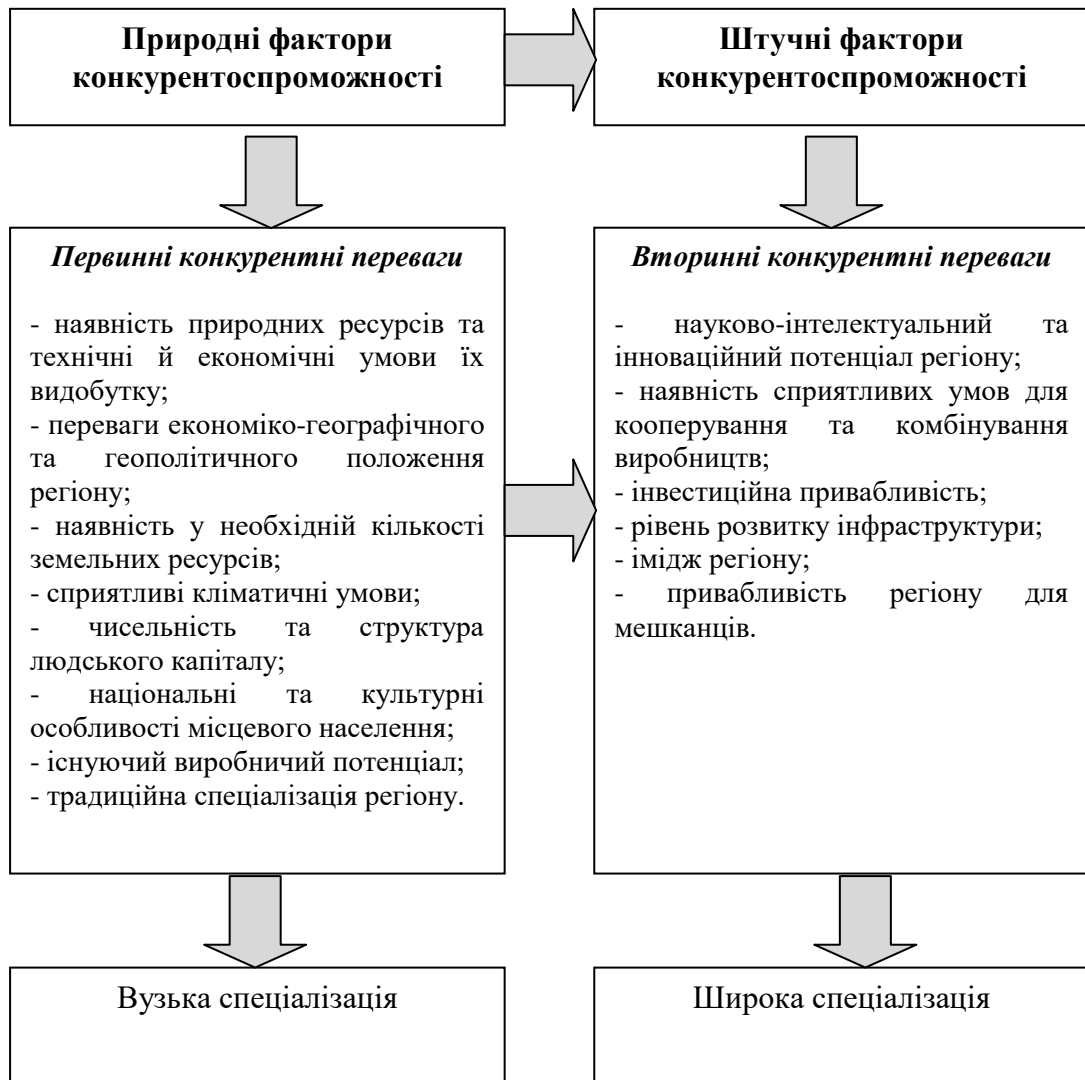 Природні фактори
конкурентоспроможності
Штучні фактори
конкурентоспроможності
Первинні конкурентні переваги
- наявність природних ресурсів та
технічні й економічні умови їх
видобутку;
- переваги економіко-географічного
та геополітичного положення
регіону;
- наявність у необхідній кількості
земельних ресурсів;
- сприятливі кліматичні умови;
- чисельність та структура
людського капіталу;
- національні та культурні
особливості місцевого населення;
- існуючий виробничий потенціал;
- традиційна спеціалізація регіону.
Вторинні конкурентні переваги
- науково-інтелектуальний та
інноваційний потенціал регіону;
- наявність сприятливих умов для
кооперування та комбінування
виробництв;
- інвестиційна привабливість;
- рівень розвитку інфраструктури;
- імідж регіону;
- привабливість регіону для
мешканців.
Вузька спеціалізація
Широка спеціалізація